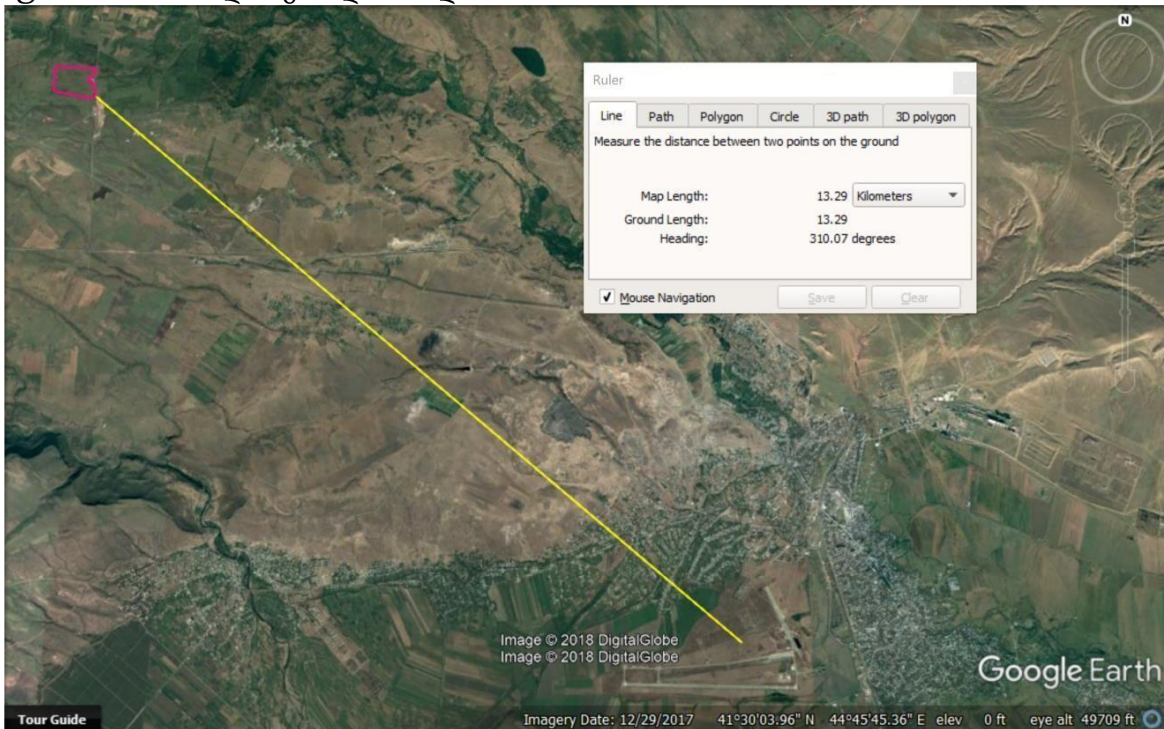 N
Ruler
Line Path Polygon Circle 3D path 3D polygon
Measure the distance between two points on the ground
Map Length: 13.29 Kilometers
Ground Length: 13.29
Heading: 310.07 degrees
Mouse Navigation Save Clear
Image © 2018 DigitalGlobe
Image © 2018 DigitalGlobe
Google Earth
Tour Guide Imagery Date: 12/29/2017 41°30'03.96" N 44°45'45.36" E elev 0 ft eye alt 49709 ft